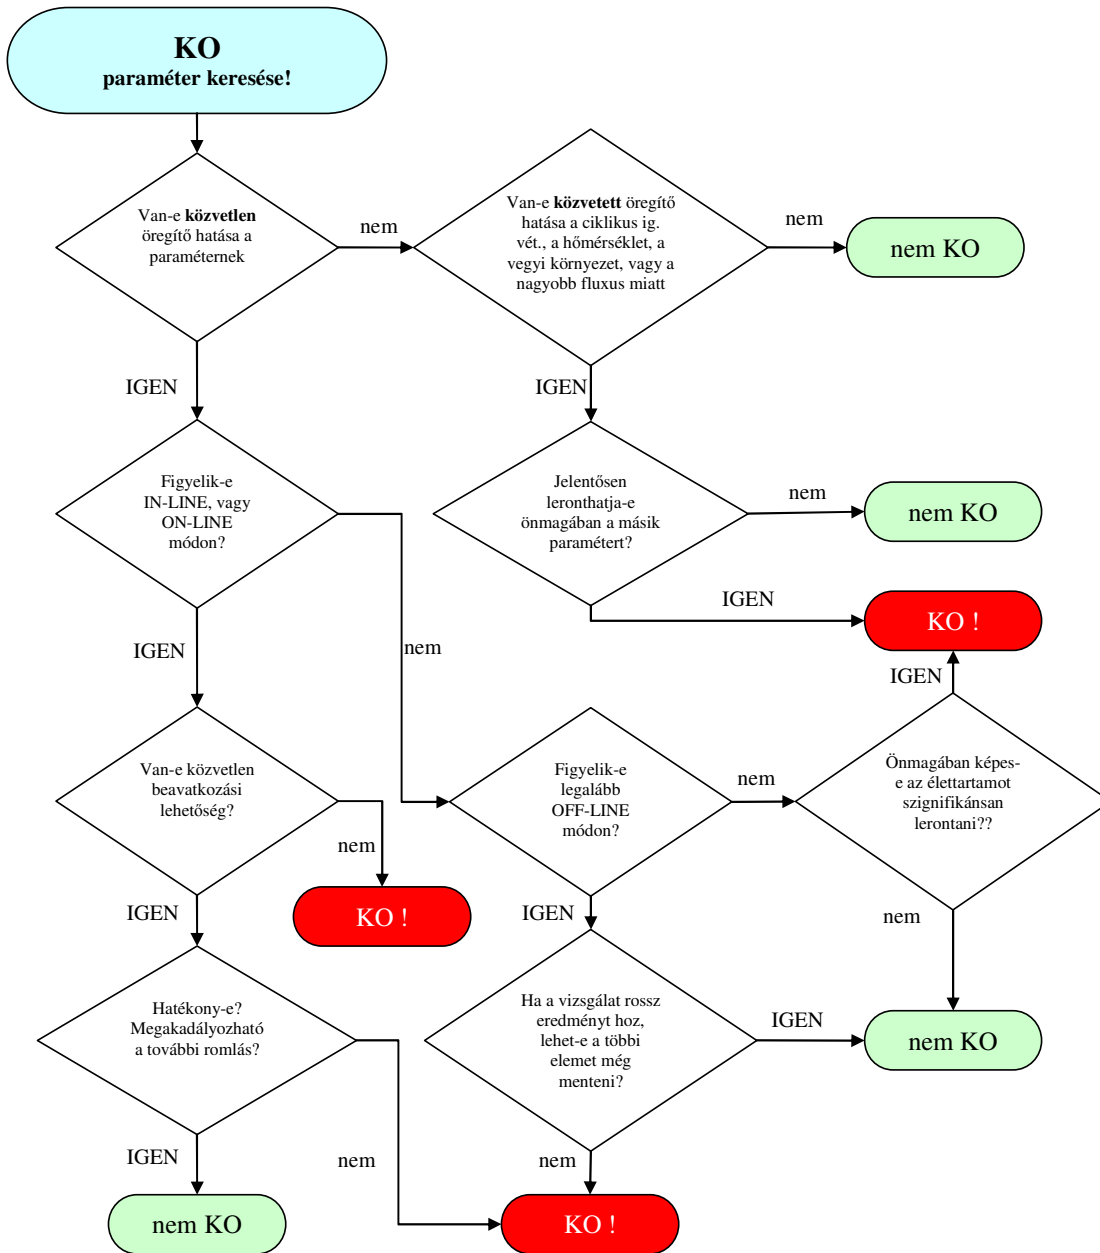 KO
paraméter keresése!
Van-e közvetlen
öregítő hatása a
paraméternek
nem
Van-e közvetett öregítő
hatása a ciklikus ig.
vét., a hőmérséklet, a
vegyi környezet, vagy a
nagyobb fluxus miatt
nem
nem KO
IGEN
IGEN
Figyelik-e
IN-LINE, vagy
ON-LINE
módon?
Jelentősen
leronthatja-e
önmagában a másik
paramétert?
nem
nem KO
IGEN
KO !
IGEN
nem
IGEN
Van-e közvetlen
beavatkozási
lehetőség?
nem
Figyelik-e
legalább
OFF-LINE
módon?
nem
Önmagában képes-
e az élettartamot
szignifikánsan
lerontani??
IGEN
KO !
IGEN
nem
Hatékony-e?
Megakadályozható
a további romlás?
Ha a vizsgálat rossz
eredményt hoz,
lehet-e a többi
elemet még
menteni?
IGEN
nem KO
IGEN
nem
nem
nem KO
KO !